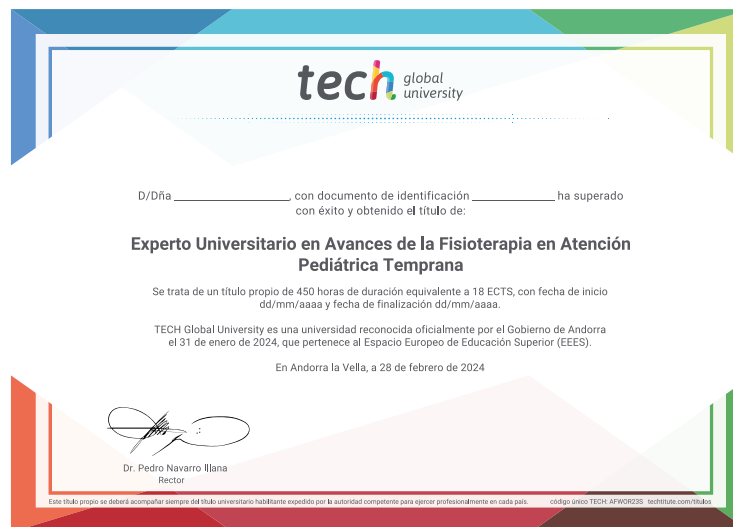 tech global university
D/Dña ________________, con documento de identificación ____________ ha superado
con éxito y obtenido el título de:
Experto Universitario en Avances de la Fisioterapia en Atención
Pediátrica Temprana
Se trata de un título propio de 450 horas de duración equivalente a 18 ECTS, con fecha de inicio
dd/mm/aaaa y fecha de finalización dd/mm/aaaa.
TECH Global University es una universidad reconocida oficialmente por el Gobierno de Andorra
el 31 de enero de 2024, que pertenece al Espacio Europeo de Educación Superior (EEES).
En Andorra la Vella, a 28 de febrero de 2024
Dr. Pedro Navarro Illana
Rector
Este título propio se deberá acompañar siempre del título universitario habilitante expedido por la autoridad competente para ejercer profesionalmente en cada país. código único TECH: AFWOR23S techtitute.com/titulos